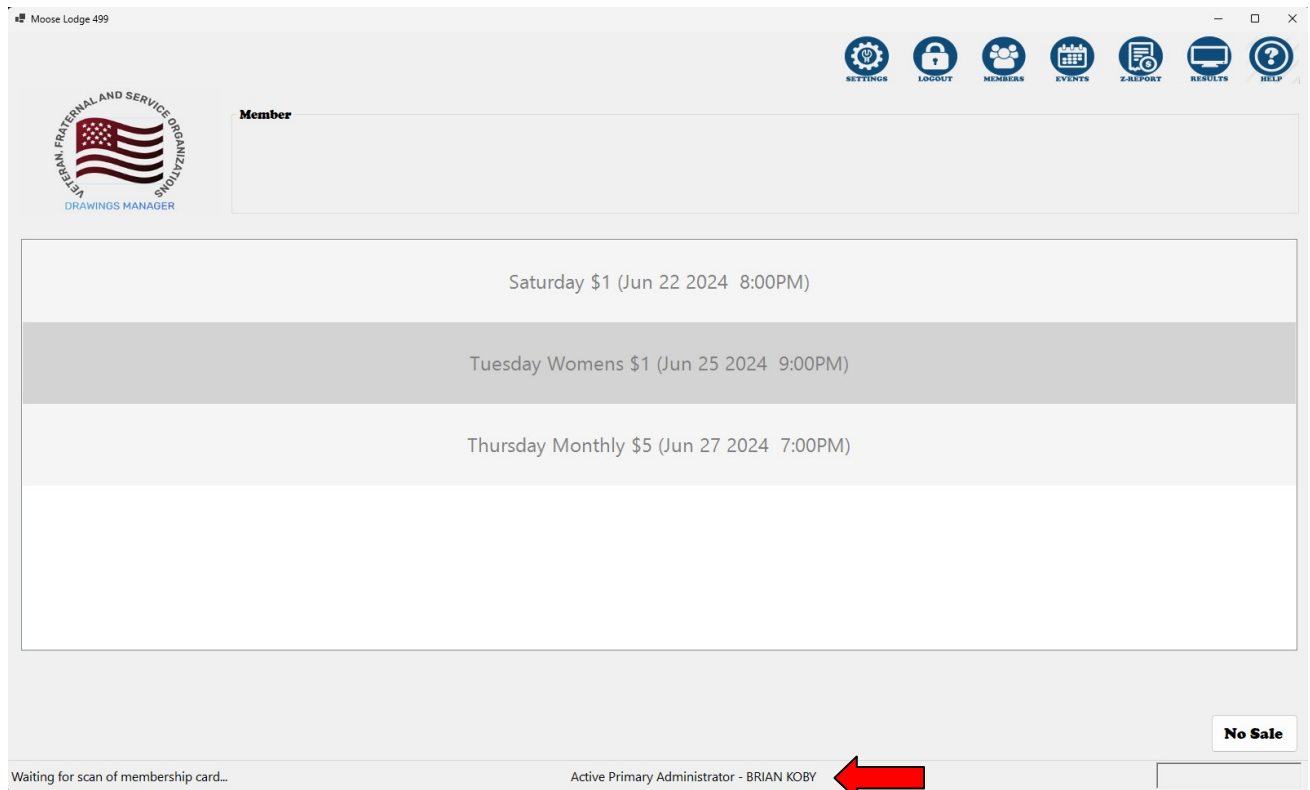 Moose Lodge 499
SETTINGS
LOGOUT
MEMBERS
EVENTS
Z-REPORT
RESULTS
HELP
VETERAN, FRATERNAL AND SERVICE ORGANIZATIONS
DRAWINGS MANAGER
Member
Saturday $1 (Jun 22 2024  8:00PM)
Tuesday Womens $1 (Jun 25 2024  9:00PM)
Thursday Monthly $5 (Jun 27 2024  7:00PM)
No Sale
Waiting for scan of membership card...
Active Primary Administrator - BRIAN KOBY